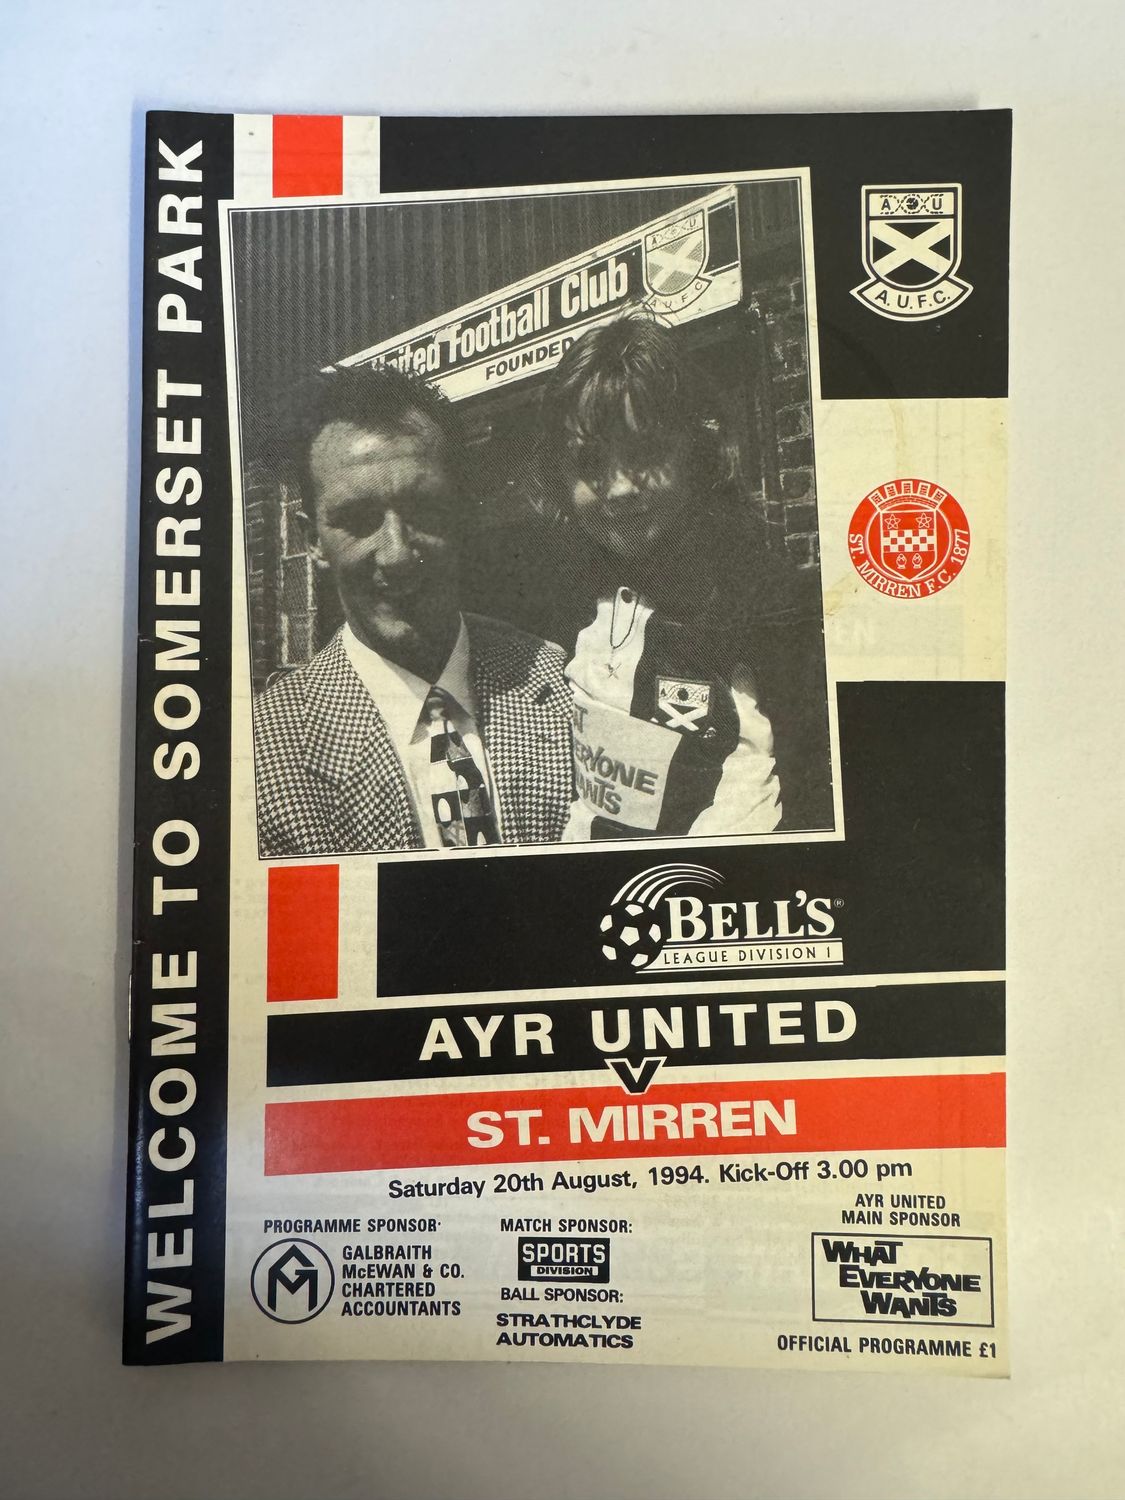 WELCOME TO SOMERSET PARK
United Football Club
FOUNDED
A U
A.U.F.C.
A U
A.U.F.C.
ST. MIRREN F.C. 1877
A U
EVERYONE
WANTS
BELL'S®
LEAGUE DIVISION 1
AYR UNITED
V
ST. MIRREN
Saturday 20th August, 1994. Kick-Off 3.00 pm
PROGRAMME SPONSOR:
GM
GALBRAITH
McEWAN & CO.
CHARTERED
ACCOUNTANTS
MATCH SPONSOR:
SPORTS
DIVISION
BALL SPONSOR:
STRATHCLYDE
AUTOMATICS
AYR UNITED
MAIN SPONSOR
WHAT
EVERYONE
WANTS
OFFICIAL PROGRAMME £1